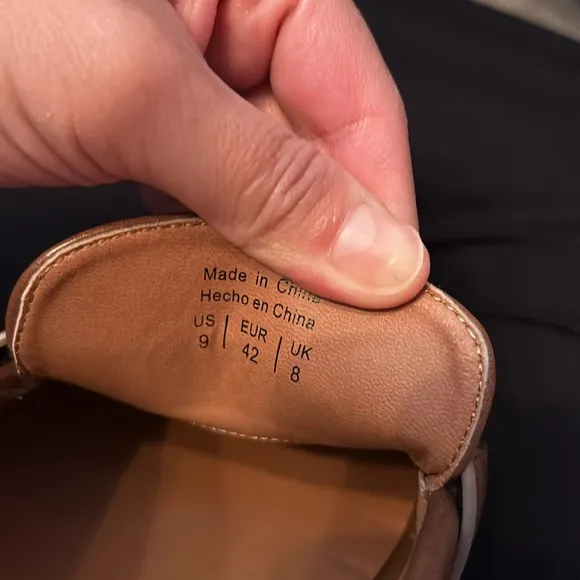 Made in China
Hecho en China
US | EUR | UK
9 | 42 | 8